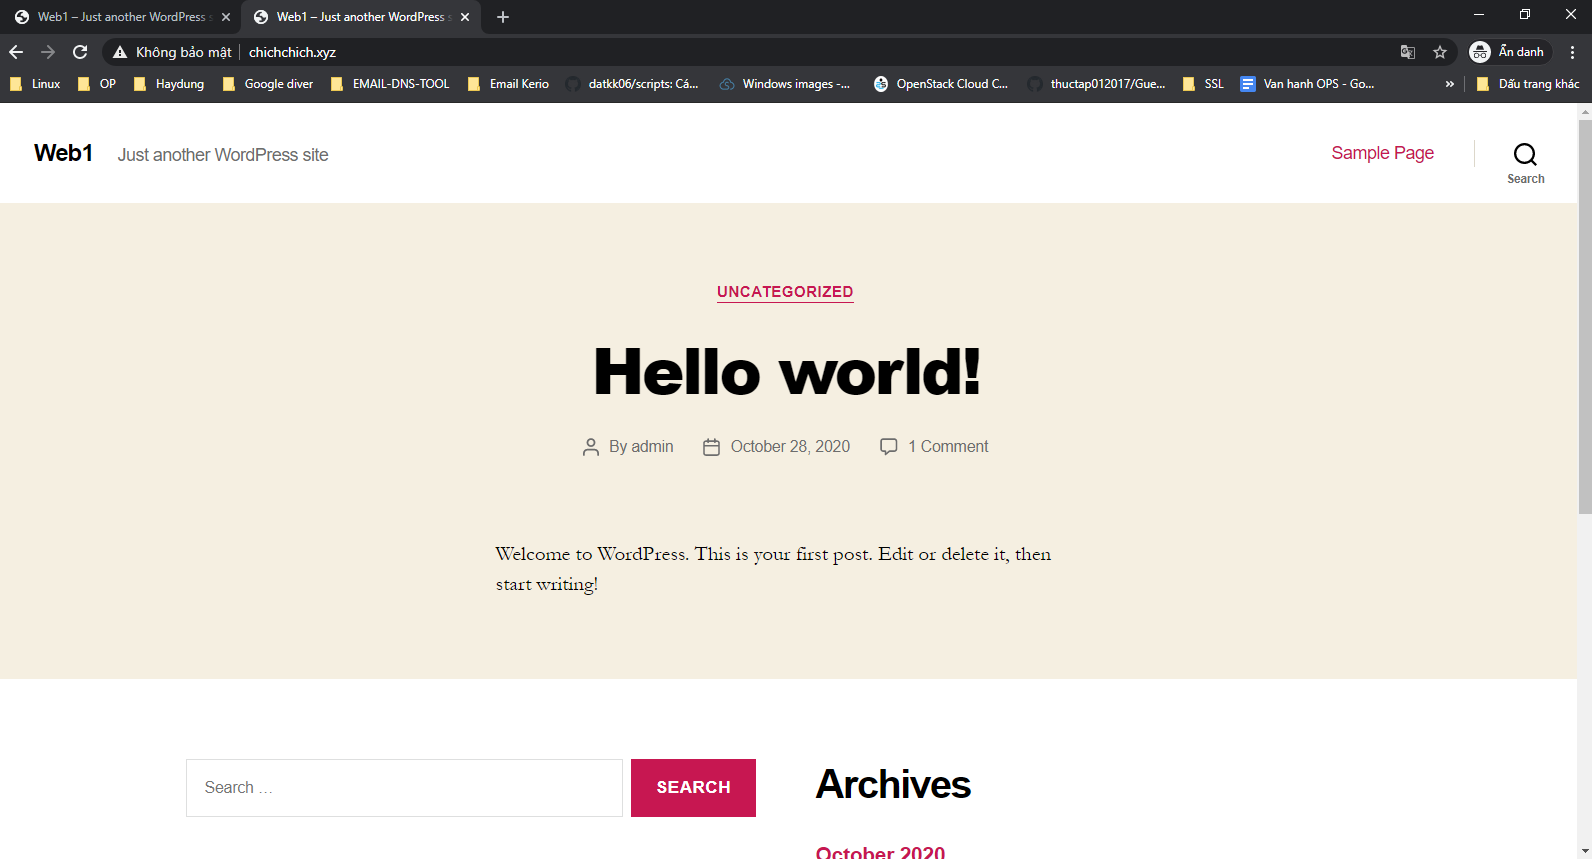 Web1 – Just another WordPress s
Web1 – Just another WordPress s
Không bảo mật
chichchich.xyz
Ẩn danh
Linux
OP
Haydung
Google diver
EMAIL-DNS-TOOL
Email Kerio
datkk06/scripts: Cá...
Windows images -...
OpenStack Cloud C...
thuctap012017/Gue...
SSL
Van hanh OPS - Go...
»
Dấu trang khác
Web1
Just another WordPress site
Sample Page
Search
UNCATEGORIZED
Hello world!
By admin
October 28, 2020
1 Comment
Welcome to WordPress. This is your first post. Edit or delete it, then
start writing!
Search …
SEARCH
Archives
October 2020